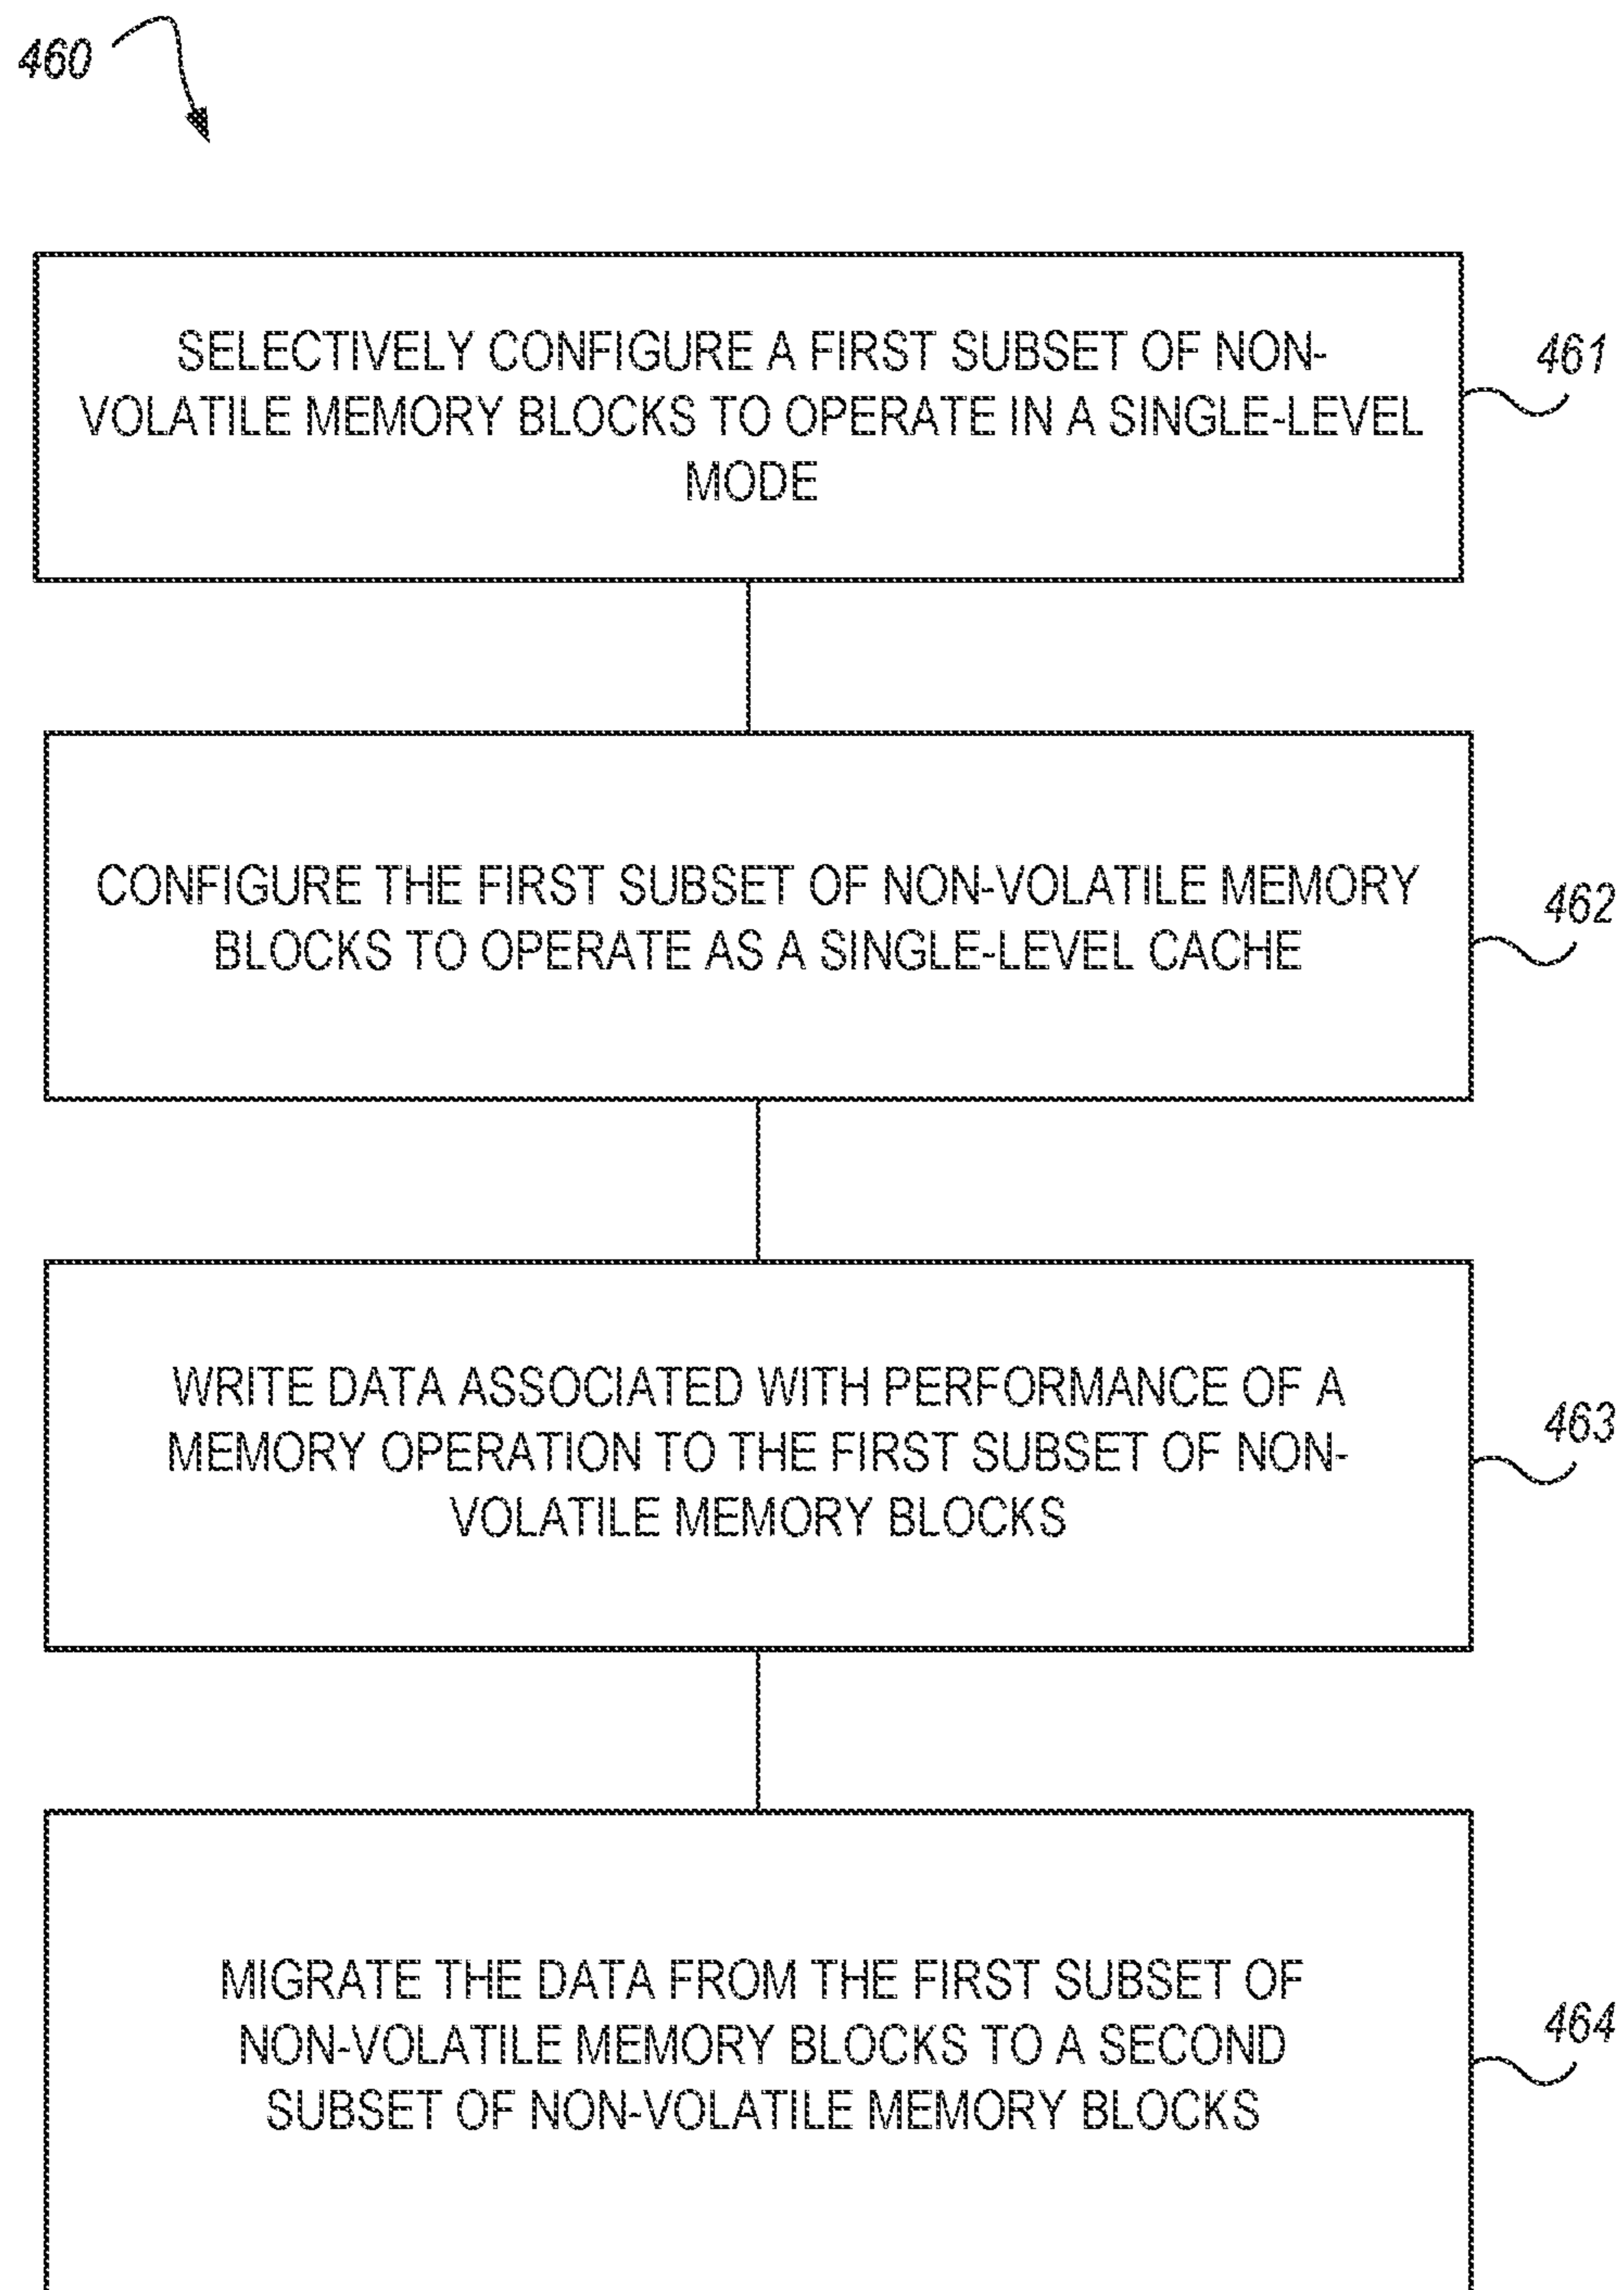 460
SELECTIVELY CONFIGURE A FIRST SUBSET OF NON-
VOLATILE MEMORY BLOCKS TO OPERATE IN A SINGLE-LEVEL
MODE
461
CONFIGURE THE FIRST SUBSET OF NON-VOLATILE MEMORY
BLOCKS TO OPERATE AS A SINGLE-LEVEL CACHE
462
WRITE DATA ASSOCIATED WITH PERFORMANCE OF A
MEMORY OPERATION TO THE FIRST SUBSET OF NON-
VOLATILE MEMORY BLOCKS
463
MIGRATE THE DATA FROM THE FIRST SUBSET OF
NON-VOLATILE MEMORY BLOCKS TO A SECOND
SUBSET OF NON-VOLATILE MEMORY BLOCKS
464